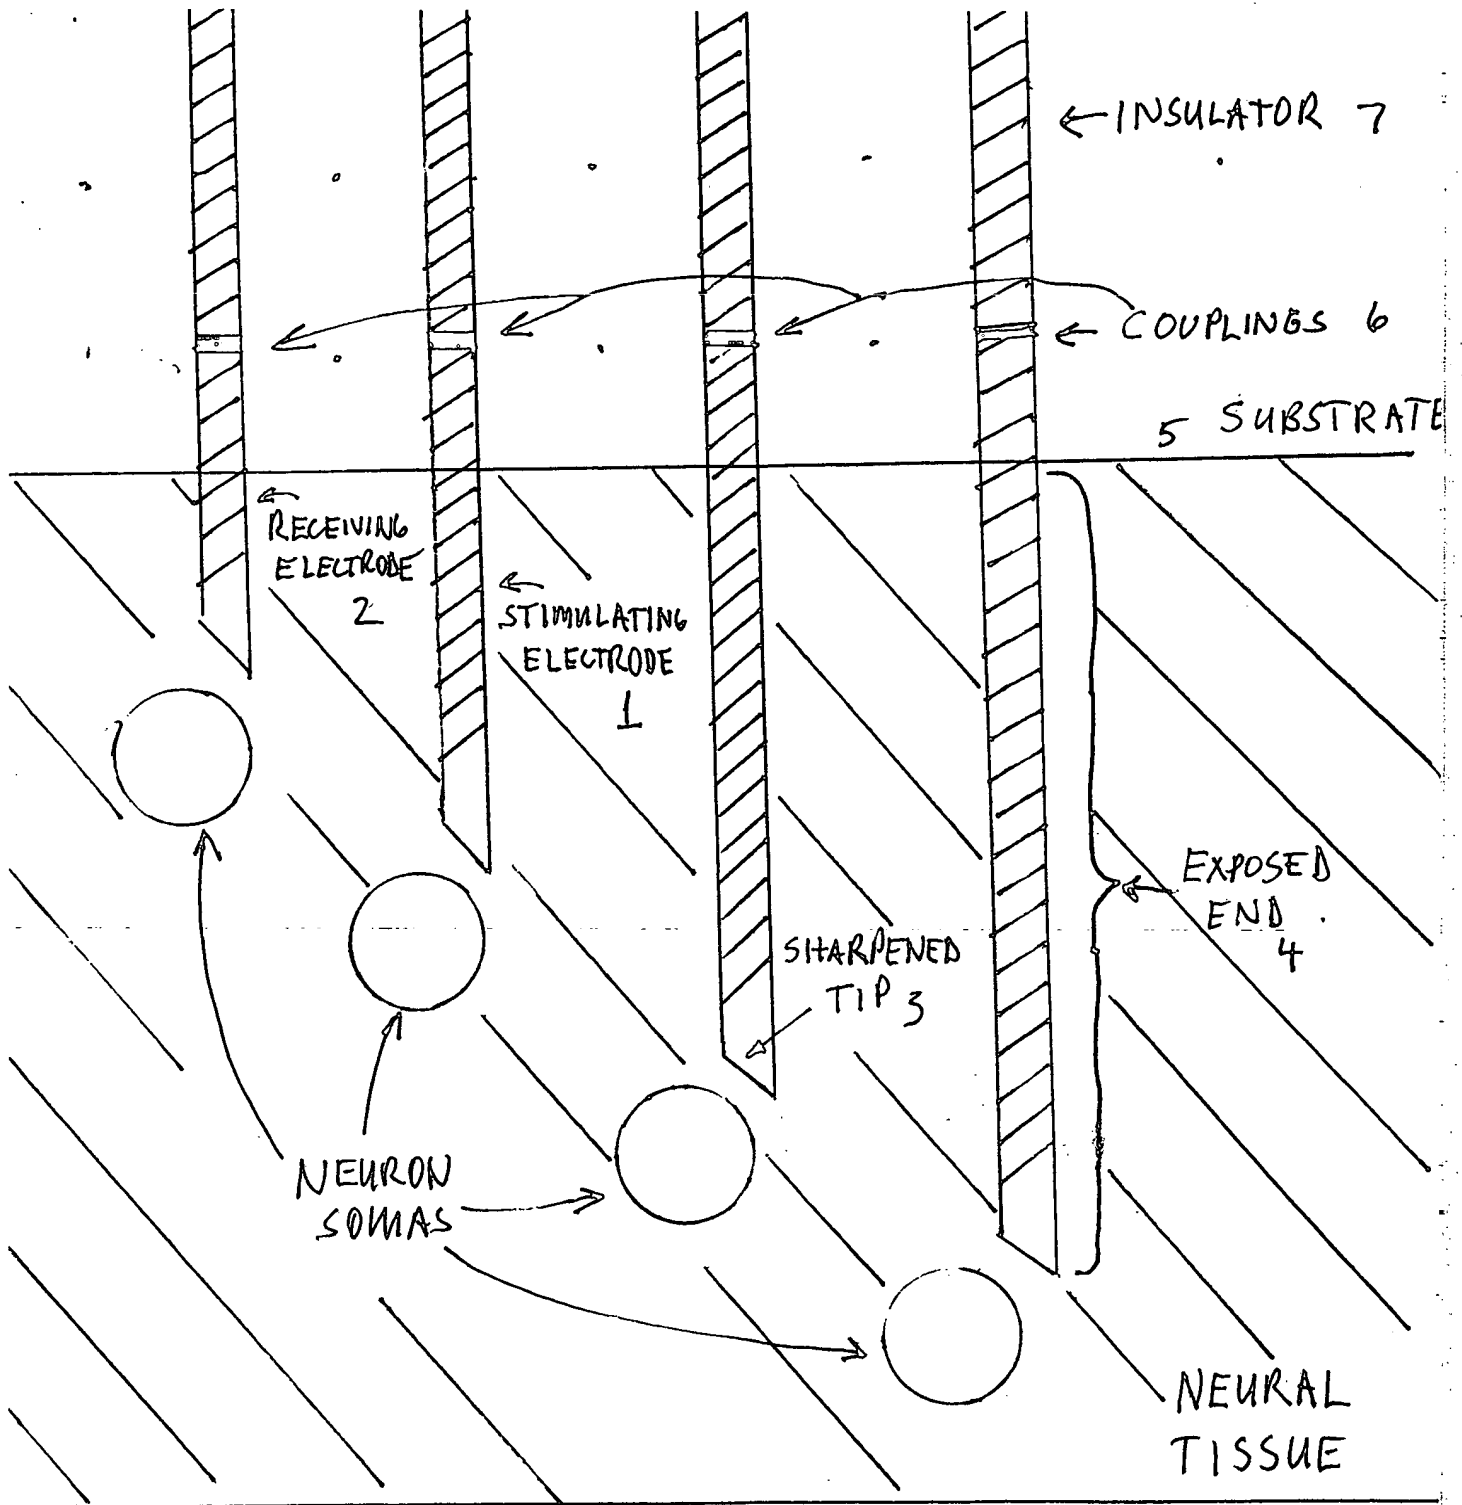 ←INSULATOR 7
← COUPLINGS 6
5 SUBSTRATE
RECEIVING
ELECTRODE
2
STIMULATING
ELECTRODE
1
EXPOSED
END
4
SHARPENED
TIP 3
NEURON
SOMAS
NEURAL
TISSUE